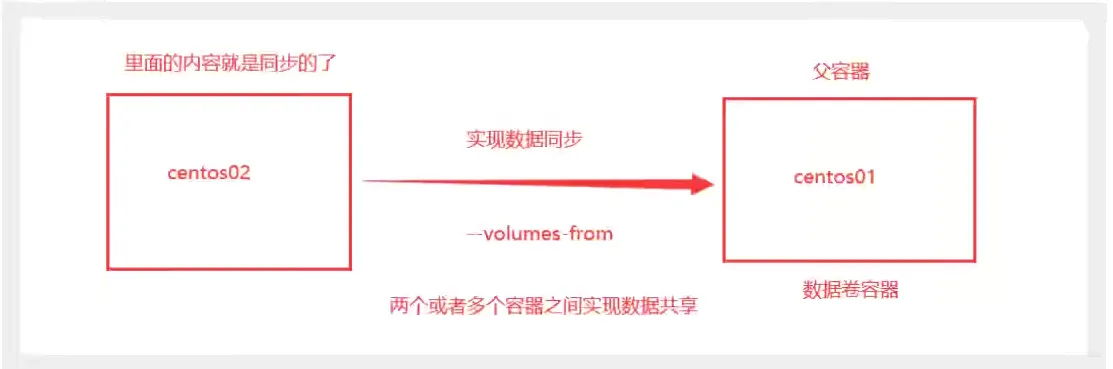 里面的内容就是同步的了
父容器
实现数据同步
centos02
centos01
--volumes-from
数据卷容器
两个或者多个容器之间实现数据共享